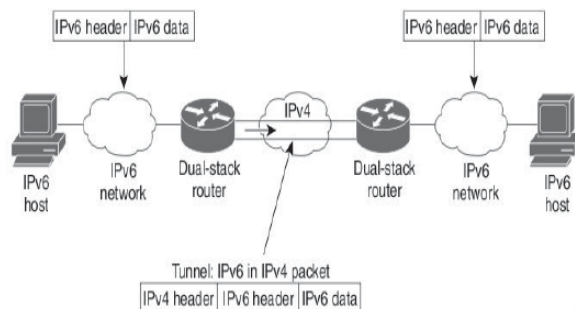 IPv6 header IPv6 data
IPv6 header IPv6 data
IPv4
IPv6
host
IPv6
network
Dual-stack
router
Dual-stack
router
IPv6
network
IPv6
host
Tunnel: IPv6 in IPv4 packet
IPv4 header IPv6 header IPv6 data